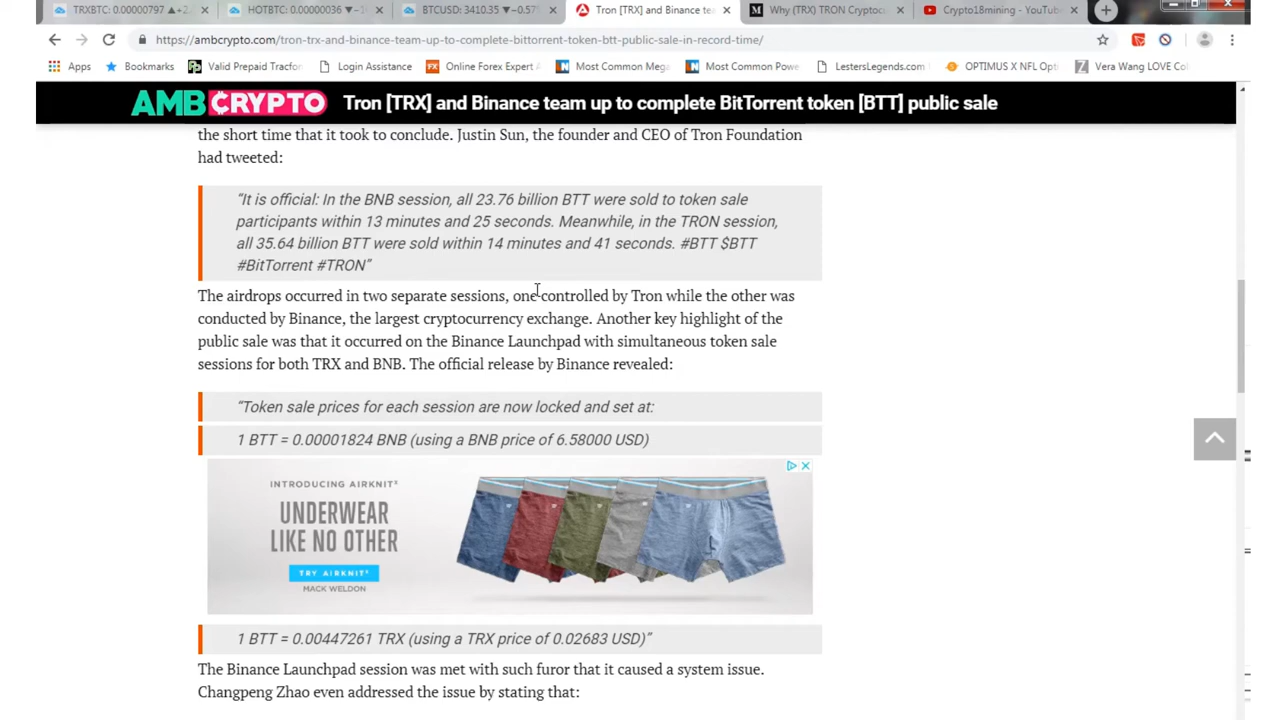 TRXBTC: 0.00000797 ▲+2.
HOTBTC: 0.00000036 ▼−1
BTCUSD: 3410.35 ▼−0.57
Tron [TRX] and Binance te
Why (TRX) TRON Cryptoc
Crypto18mining - YouTub
https://ambcrypto.com/tron-trx-and-binance-team-up-to-complete-bittorrent-token-btt-public-sale-in-record-time/
Apps
Bookmarks
Valid Prepaid Tracfor
Login Assistance
Online Forex Expert
Most Common Mega
Most Common Powe
LestersLegends.com
OPTIMUS X NFL Opt
Vera Wang LOVE Col
AMBCRYPTO
Tron [TRX] and Binance team up to complete BitTorrent token [BTT] public sale
the short time that it took to conclude. Justin Sun, the founder and CEO of Tron Foundation
had tweeted:
“It is official: In the BNB session, all 23.76 billion BTT were sold to token sale
participants within 13 minutes and 25 seconds. Meanwhile, in the TRON session,
all 35.64 billion BTT were sold within 14 minutes and 41 seconds. #BTT $BTT
#BitTorrent #TRON”
The airdrops occurred in two separate sessions, one controlled by Tron while the other was
conducted by Binance, the largest cryptocurrency exchange. Another key highlight of the
public sale was that it occurred on the Binance Launchpad with simultaneous token sale
sessions for both TRX and BNB. The official release by Binance revealed:
“Token sale prices for each session are now locked and set at:
1 BTT = 0.00001824 BNB (using a BNB price of 6.58000 USD)
INTRODUCING AIRKNIT
UNDERWEAR
LIKE NO OTHER
TRY AIRKNIT
MACK WELDON
1 BTT = 0.00447261 TRX (using a TRX price of 0.02683 USD)”
The Binance Launchpad session was met with such furor that it caused a system issue.
Changpeng Zhao even addressed the issue by stating that: